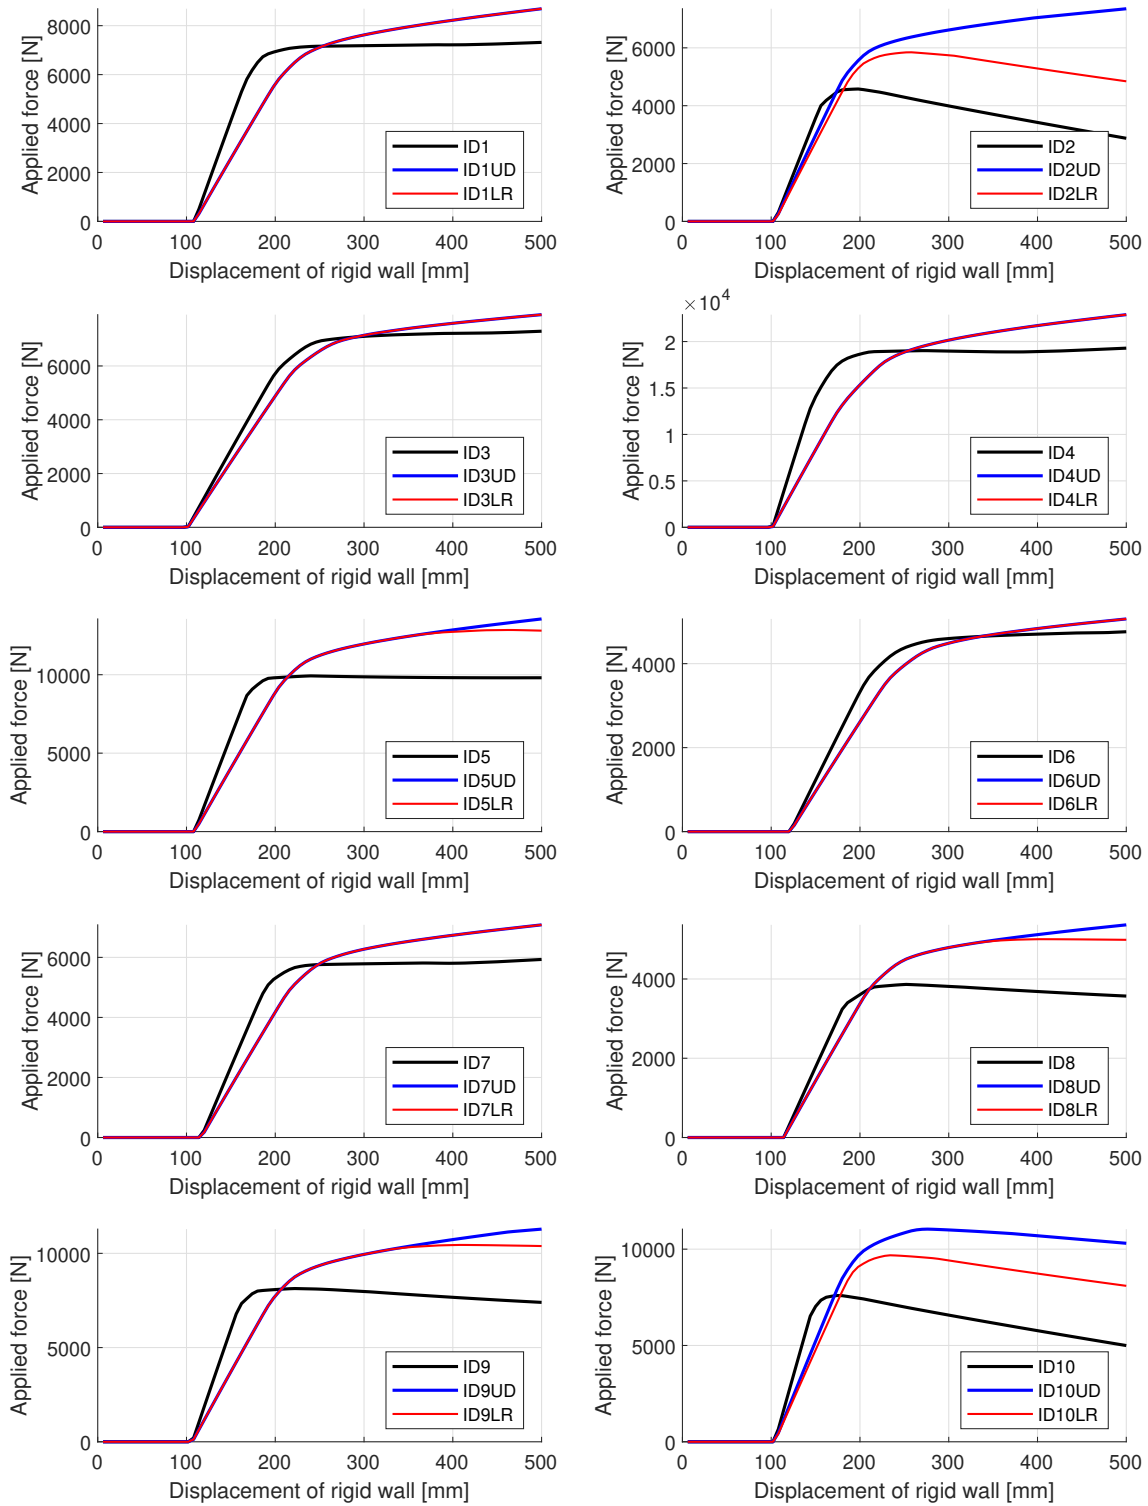 Applied force [N]
8000
6000
4000
2000
0
0 100 200 300 400 500
Displacement of rigid wall [mm]
ID1
ID1UD
ID1LR
Applied force [N]
6000
4000
2000
0
0 100 200 300 400 500
Displacement of rigid wall [mm]
ID2
ID2UD
ID2LR
Applied force [N]
6000
4000
2000
0
0 100 200 300 400 500
Displacement of rigid wall [mm]
ID3
ID3UD
ID3LR
×10^4
Applied force [N]
2
1.5
1
0.5
0
0 100 200 300 400 500
Displacement of rigid wall [mm]
ID4
ID4UD
ID4LR
Applied force [N]
10000
5000
0
0 100 200 300 400 500
Displacement of rigid wall [mm]
ID5
ID5UD
ID5LR
Applied force [N]
4000
2000
0
0 100 200 300 400 500
Displacement of rigid wall [mm]
ID6
ID6UD
ID6LR
Applied force [N]
6000
4000
2000
0
0 100 200 300 400 500
Displacement of rigid wall [mm]
ID7
ID7UD
ID7LR
Applied force [N]
4000
2000
0
0 100 200 300 400 500
Displacement of rigid wall [mm]
ID8
ID8UD
ID8LR
Applied force [N]
10000
5000
0
0 100 200 300 400 500
Displacement of rigid wall [mm]
ID9
ID9UD
ID9LR
Applied force [N]
10000
5000
0
0 100 200 300 400 500
Displacement of rigid wall [mm]
ID10
ID10UD
ID10LR